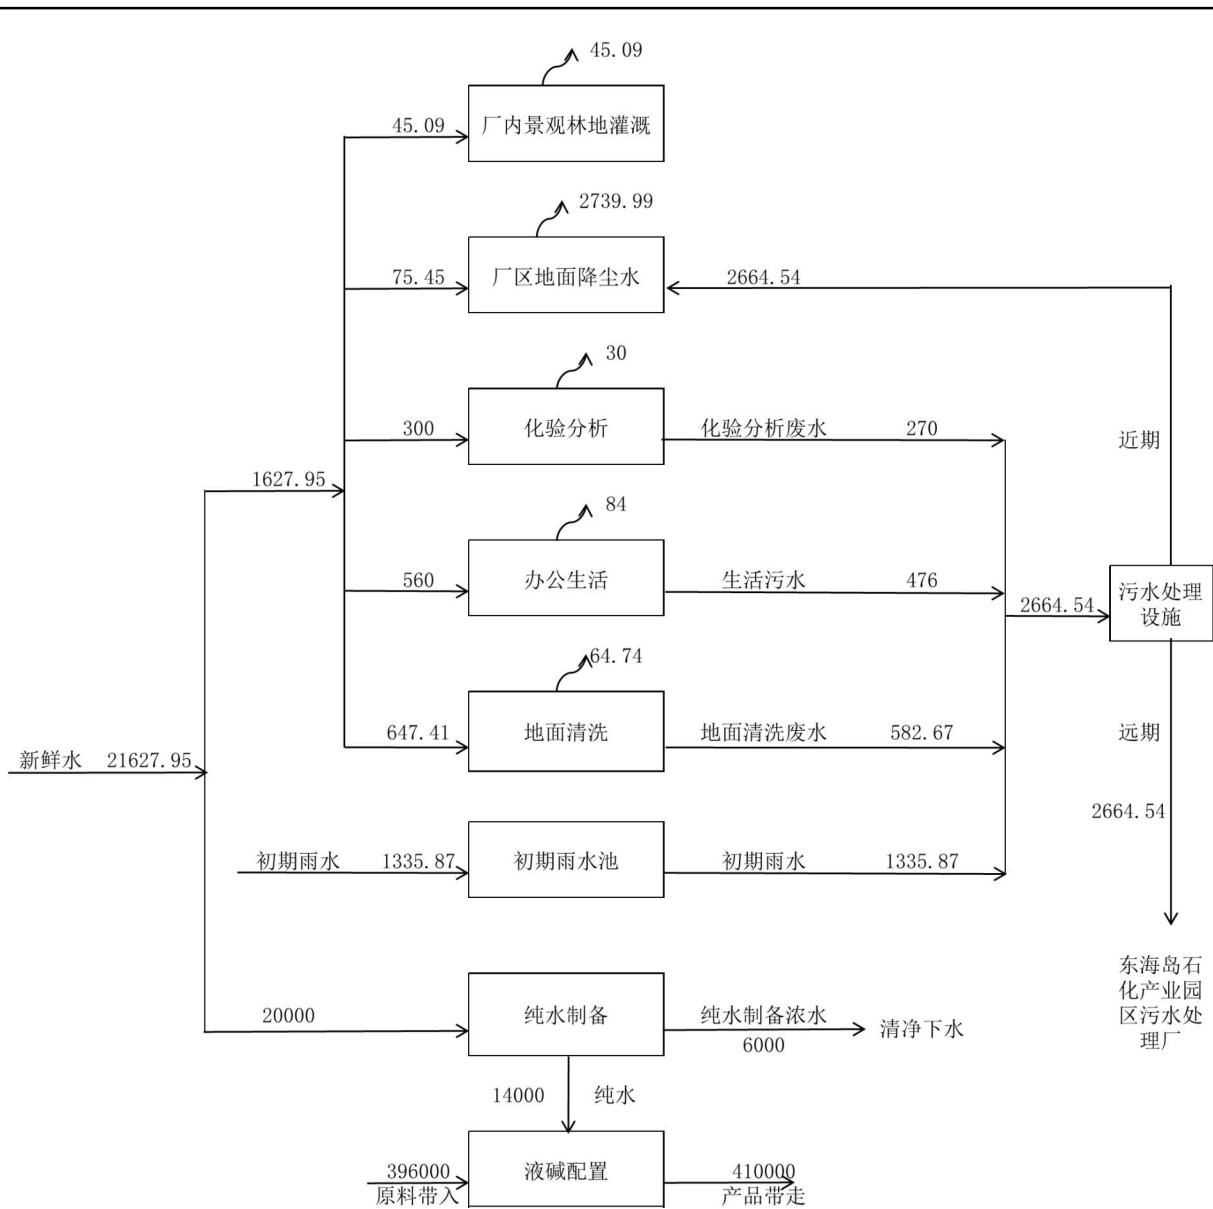 45.09
45.09
厂内景观林地灌溉
2739.99
75.45
厂区地面降尘水
2664.54
30
300
化验分析
化验分析废水
270
近期
1627.95
84
560
办公生活
生活污水
476
2664.54
污水处理
设施
64.74
647.41
地面清洗
地面清洗废水
582.67
远期
新鲜水
21627.95
2664.54
初期雨水
1335.87
初期雨水池
初期雨水
1335.87
东海岛石
化产业园
区污水处
理厂
20000
纯水制备
纯水制备浓水
6000
清净下水
14000
纯水
396000
原料带入
液碱配置
410000
产品带走